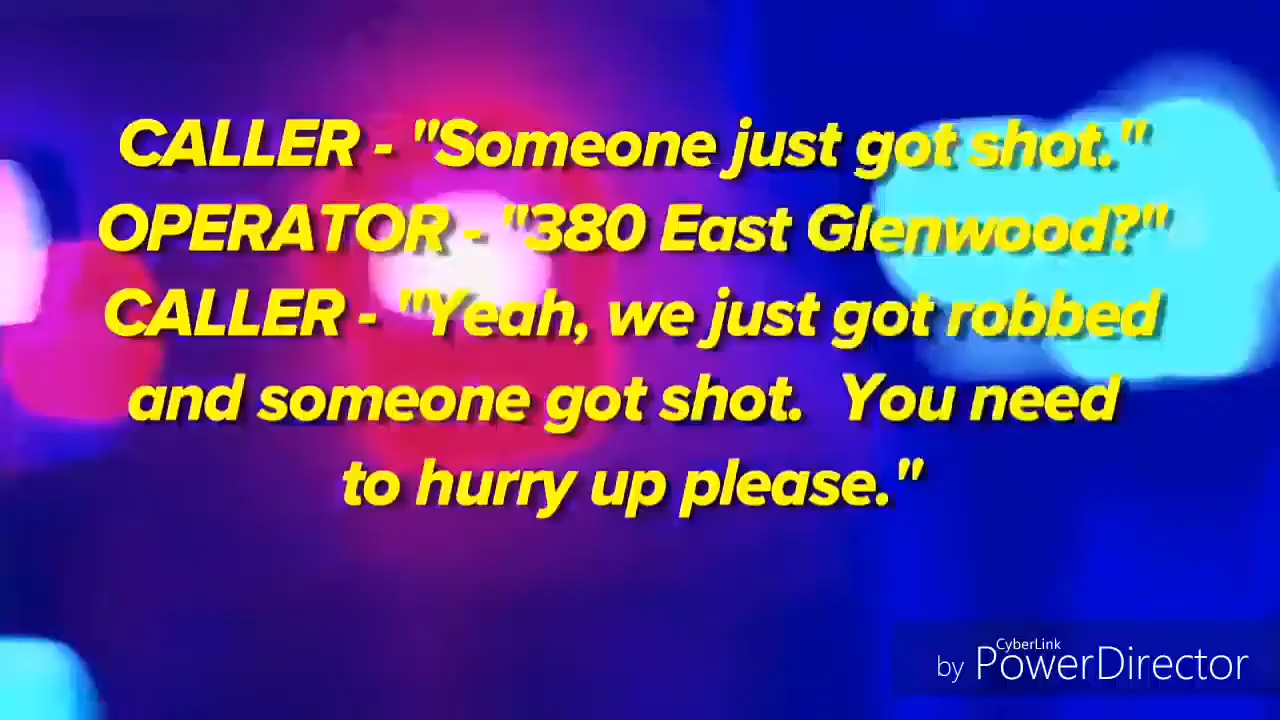 CALLER - "Someone just got shot."
OPERATOR - "380 East Glenwood?"
CALLER - "Yeah, we just got robbed
and someone got shot.  You need
to hurry up please."
CyberLink
by PowerDirector